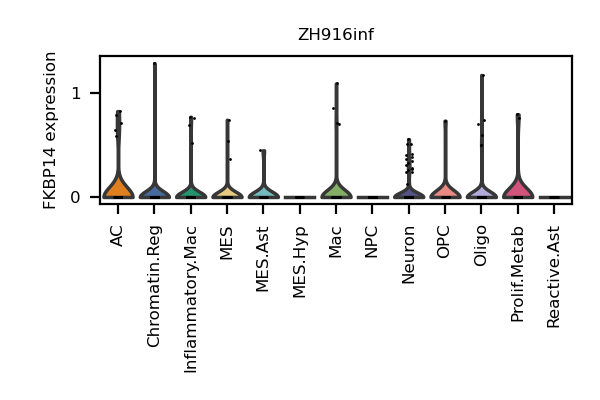 ZH916inf
FKBP14 expression
1
0
AC
Chromatin.Reg
Inflammatory.Mac
MES
MES.Ast
MES.Hyp
Mac
NPC
Neuron
OPC
Oligo
Prolif.Metab
Reactive.Ast